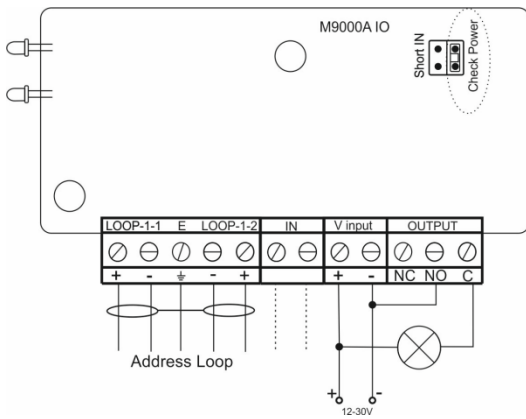 M9000A IO
Short IN
Check Power
LOOP-1-1 E LOOP-1-2 IN V input OUTPUT
+ - - + + - NC NO C
Address Loop
+ -
12-30V